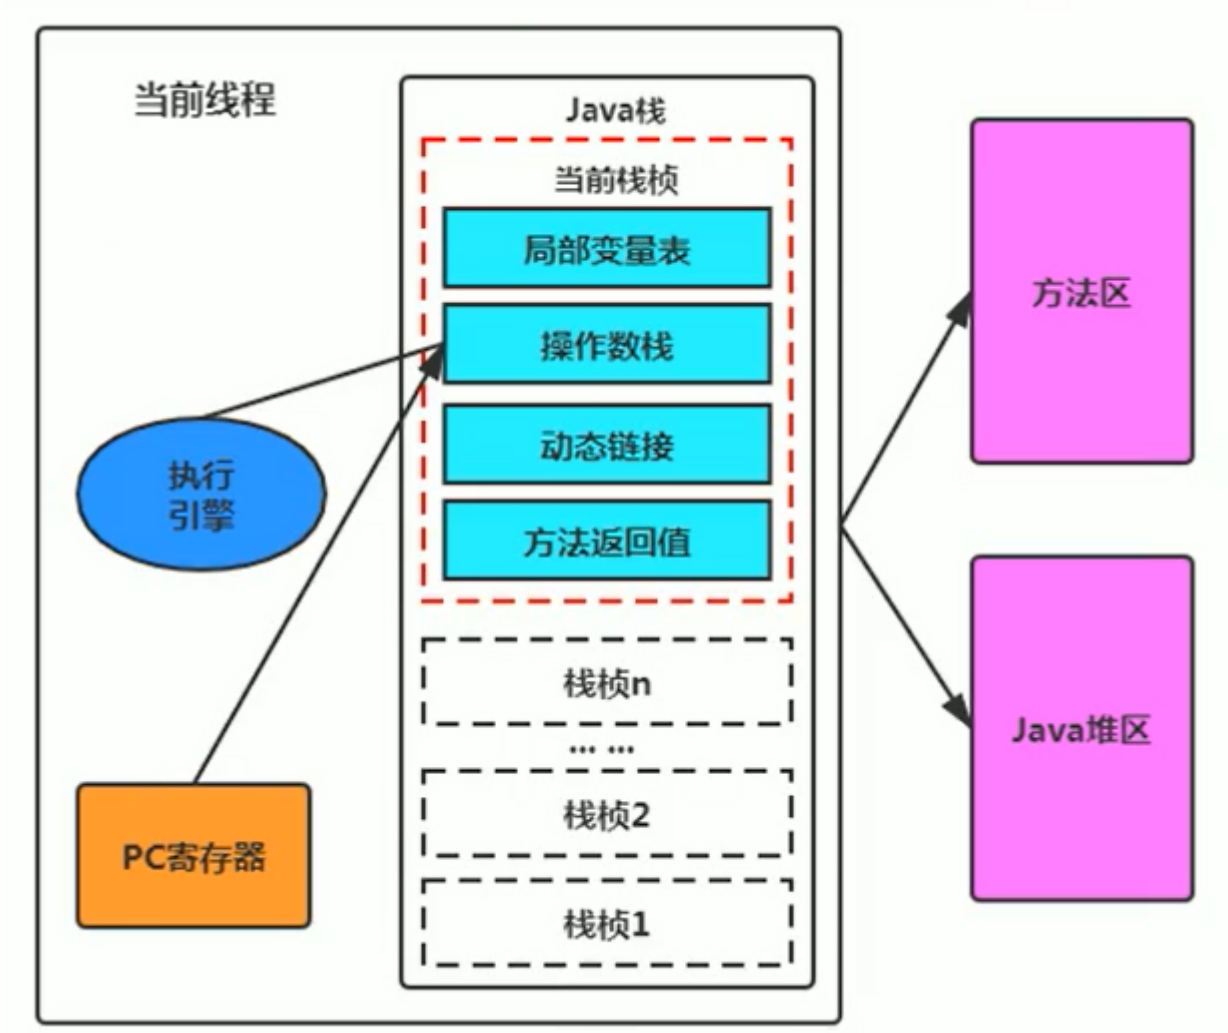 当前线程
Java栈
当前栈桢
局部变量表
操作数栈
动态链接
方法返回值
栈桢n
... ...
栈桢2
栈桢1
执行
引擎
PC寄存器
方法区
Java堆区